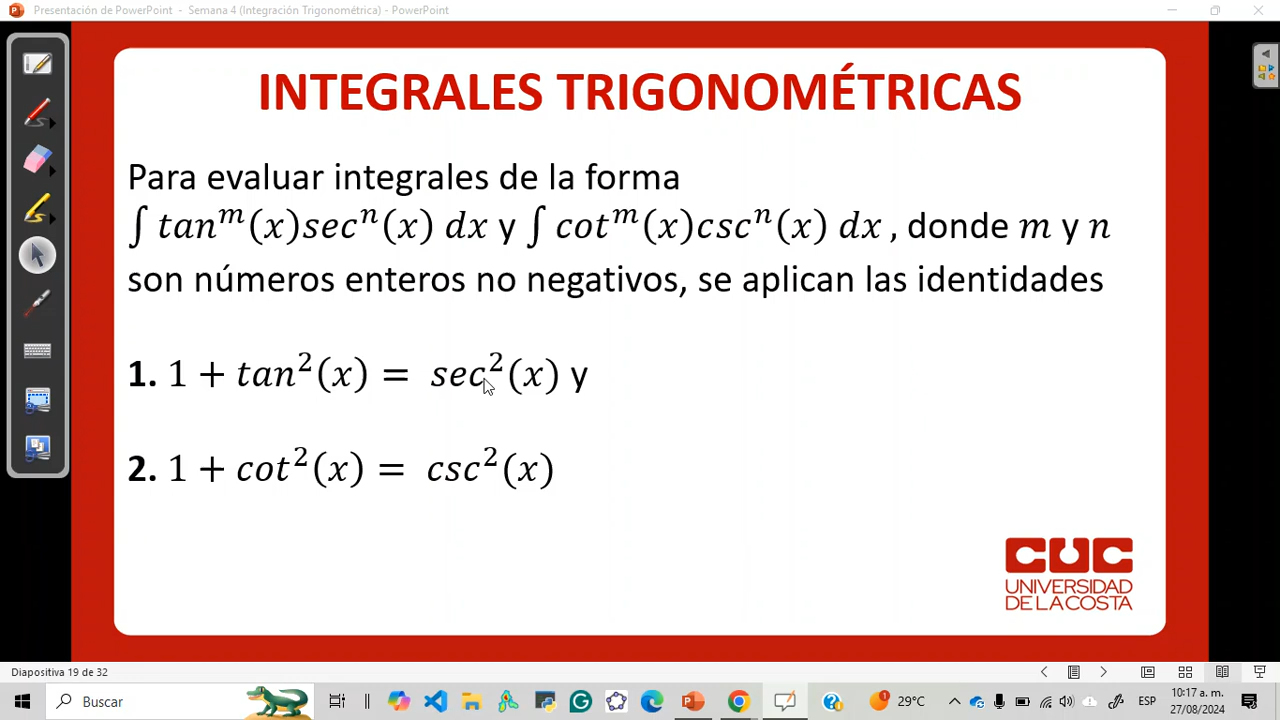 Presentación de PowerPoint - Semana 4 (Integración Trigonométrica) - PowerPoint
INTEGRALES TRIGONOMÉTRICAS
Para evaluar integrales de la forma
∫ tanᵐ(x)secⁿ(x) dx y ∫ cotᵐ(x)cscⁿ(x) dx , donde m y n
son números enteros no negativos, se aplican las identidades
1. 1 + tan²(x) = sec²(x) y
2. 1 + cot²(x) = csc²(x)
CUC
UNIVERSIDAD
DE LA COSTA
Diapositiva 19 de 32
Buscar
1
29°C
ESP
10:17 a. m.
27/08/2024